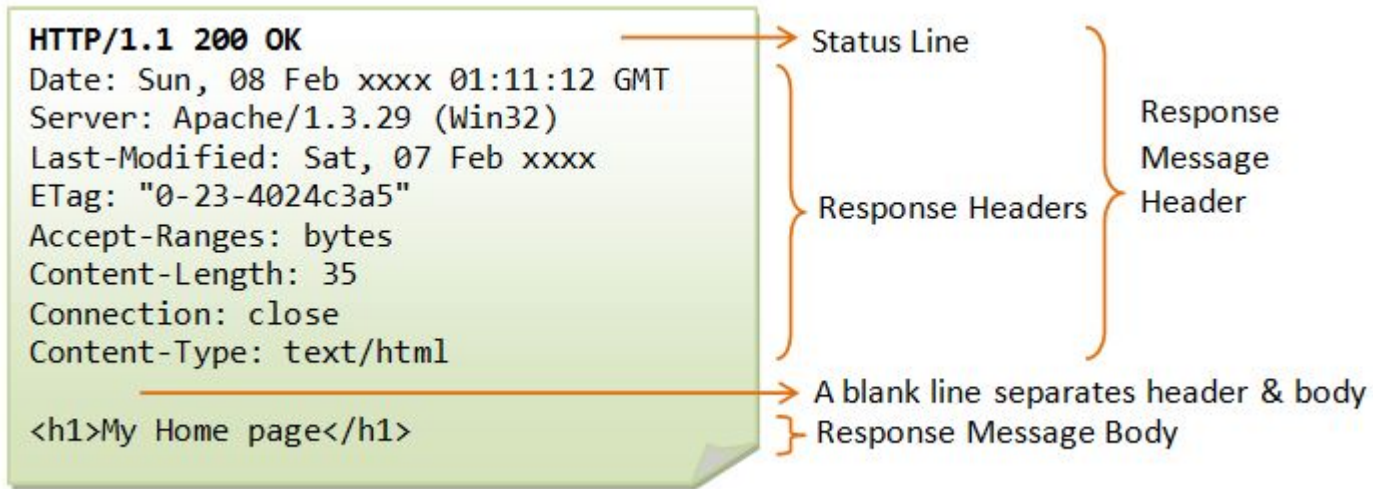 HTTP/1.1 200 OK
Date: Sun, 08 Feb xxxx 01:11:12 GMT
Server: Apache/1.3.29 (Win32)
Last-Modified: Sat, 07 Feb xxxx
ETag: "0-23-4024c3a5"
Accept-Ranges: bytes
Content-Length: 35
Connection: close
Content-Type: text/html
<h1>My Home page</h1>
Status Line
Response Headers
Response
Message
Header
A blank line separates header & body
Response Message Body